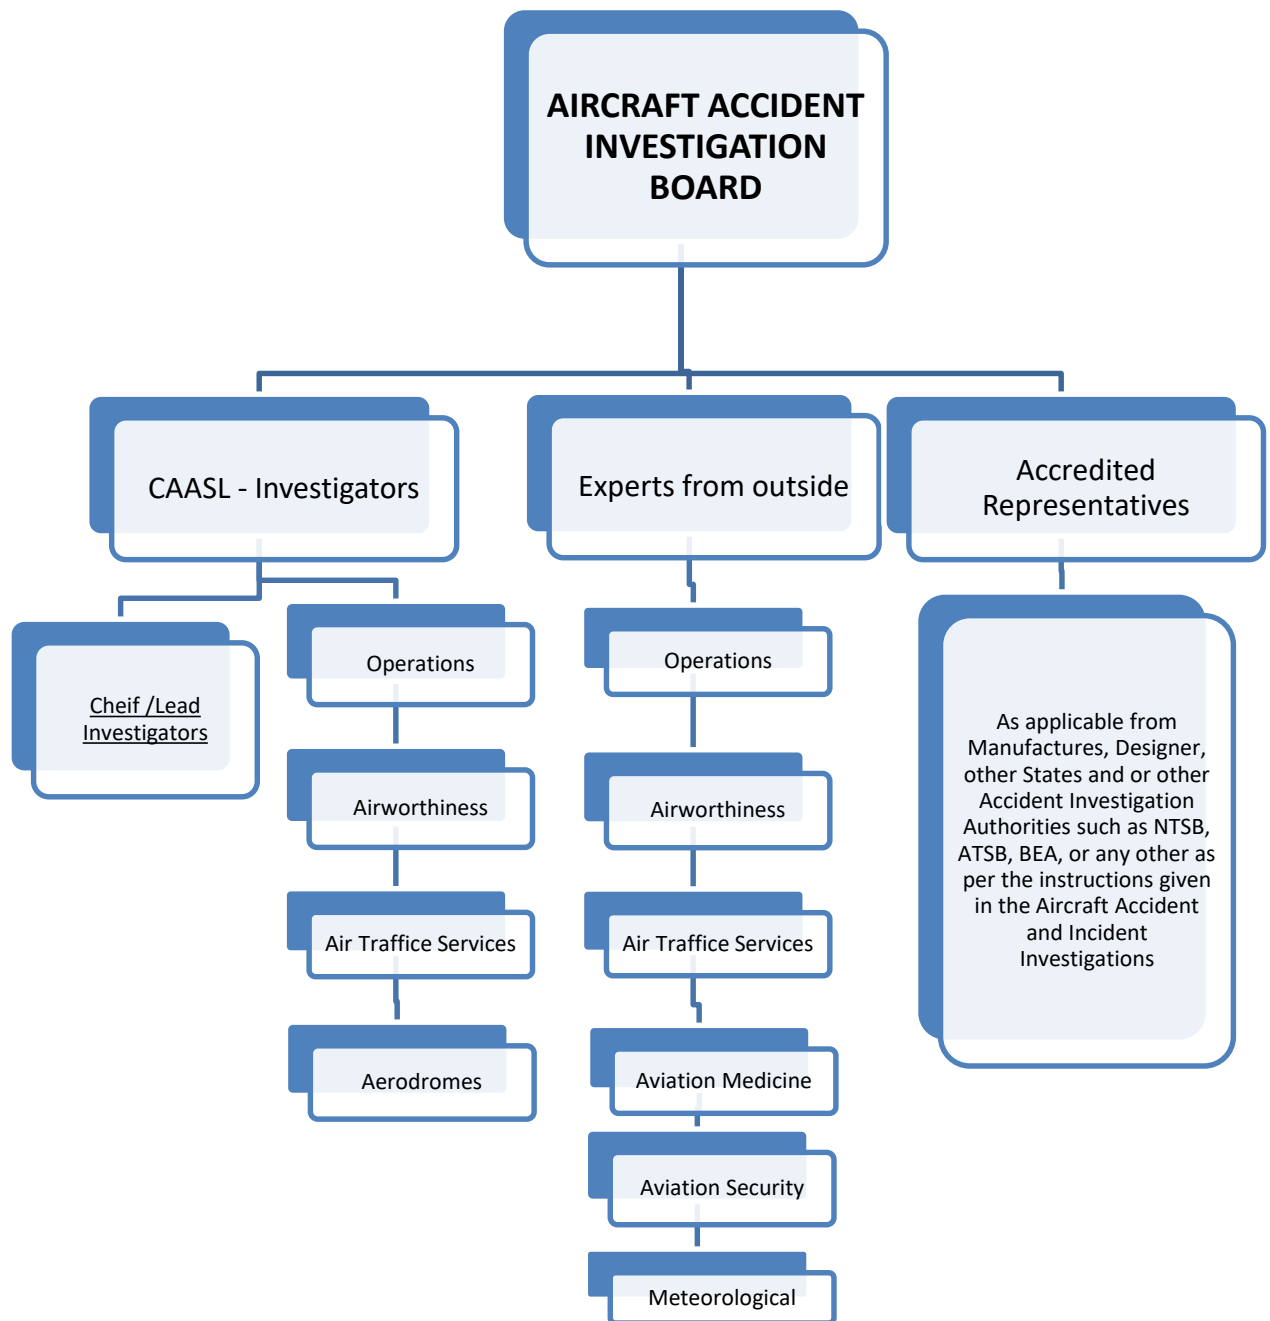 AIRCRAFT ACCIDENT
INVESTIGATION
BOARD
CAASL - Investigators
Experts from outside
Accredited
Representatives
Cheif /Lead
Investigators
Operations
Airworthiness
Air Traffice Services
Aerodromes
Operations
Airworthiness
Air Traffice Services
Aviation Medicine
Aviation Security
Meteorological
As applicable from
Manufactures, Designer,
other States and or other
Accident Investigation
Authorities such as NTSB,
ATSB, BEA, or any other as
per the instructions given
in the Aircraft Accident
and Incident
Investigations